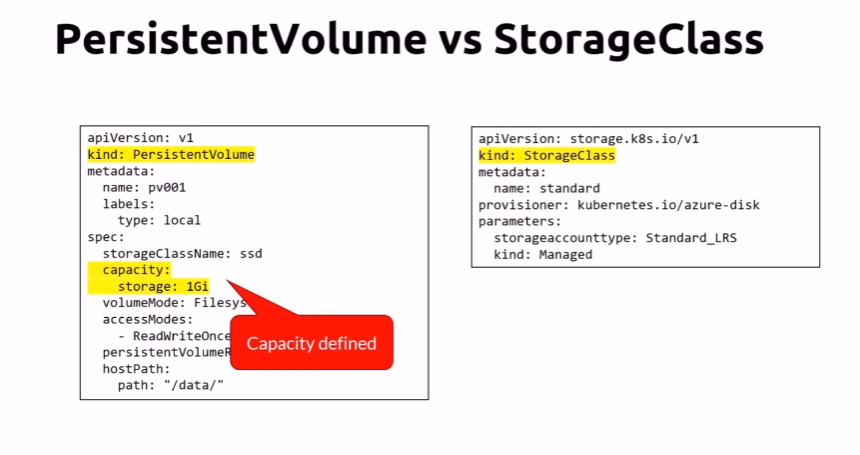 PersistentVolume vs StorageClass
apiVersion: v1
kind: PersistentVolume
metadata:
  name: pv001
  labels:
    type: local
spec:
  storageClassName: ssd
  capacity:
    storage: 1Gi
  volumeMode: Filesys
  accessModes:
    - ReadWriteOnce
  persistentVolumeR
  hostPath:
    path: "/data/"
Capacity defined
apiVersion: storage.k8s.io/v1
kind: StorageClass
metadata:
  name: standard
provisioner: kubernetes.io/azure-disk
parameters:
  storageaccounttype: Standard_LRS
  kind: Managed